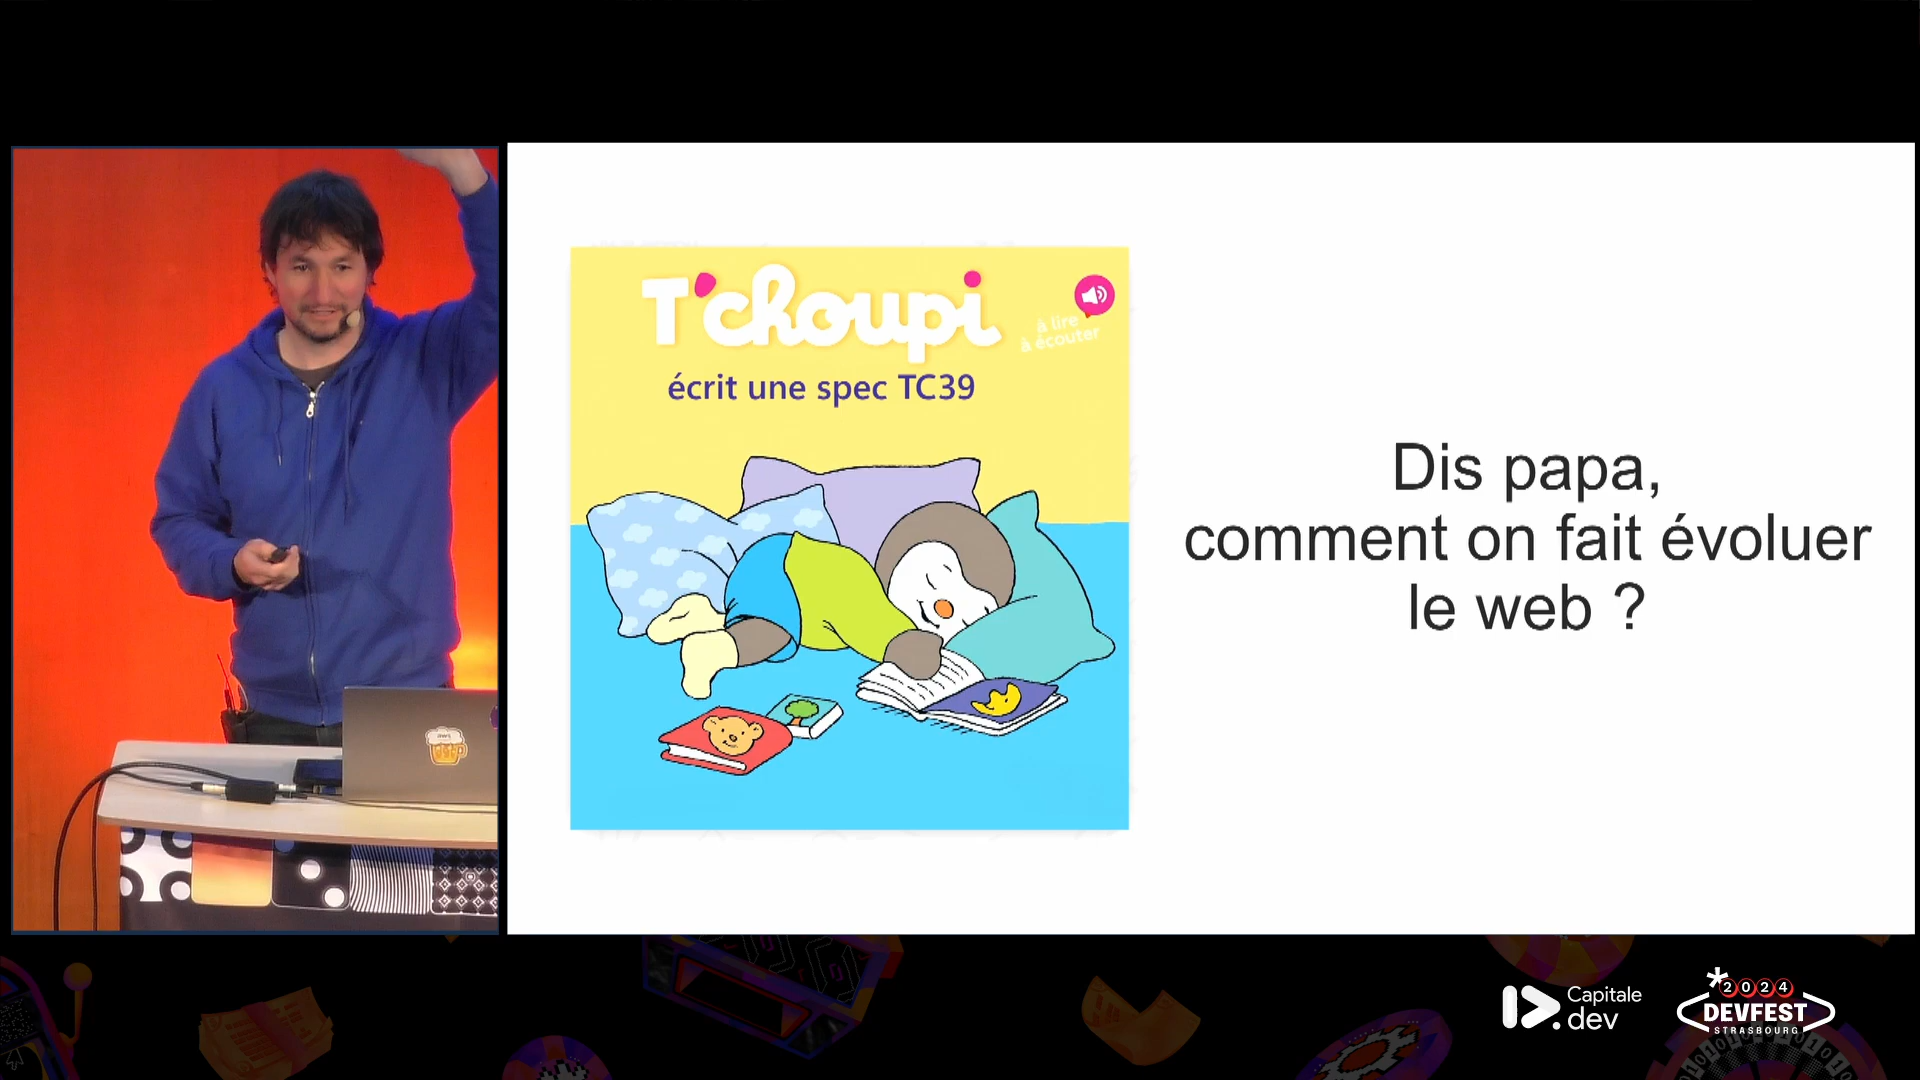 T'choupi
à lire
à écouter
écrit une spec TC39
Dis papa,
comment on fait évoluer
le web ?
Capitale
.dev
*2024
DEVFEST
STRASBOURG